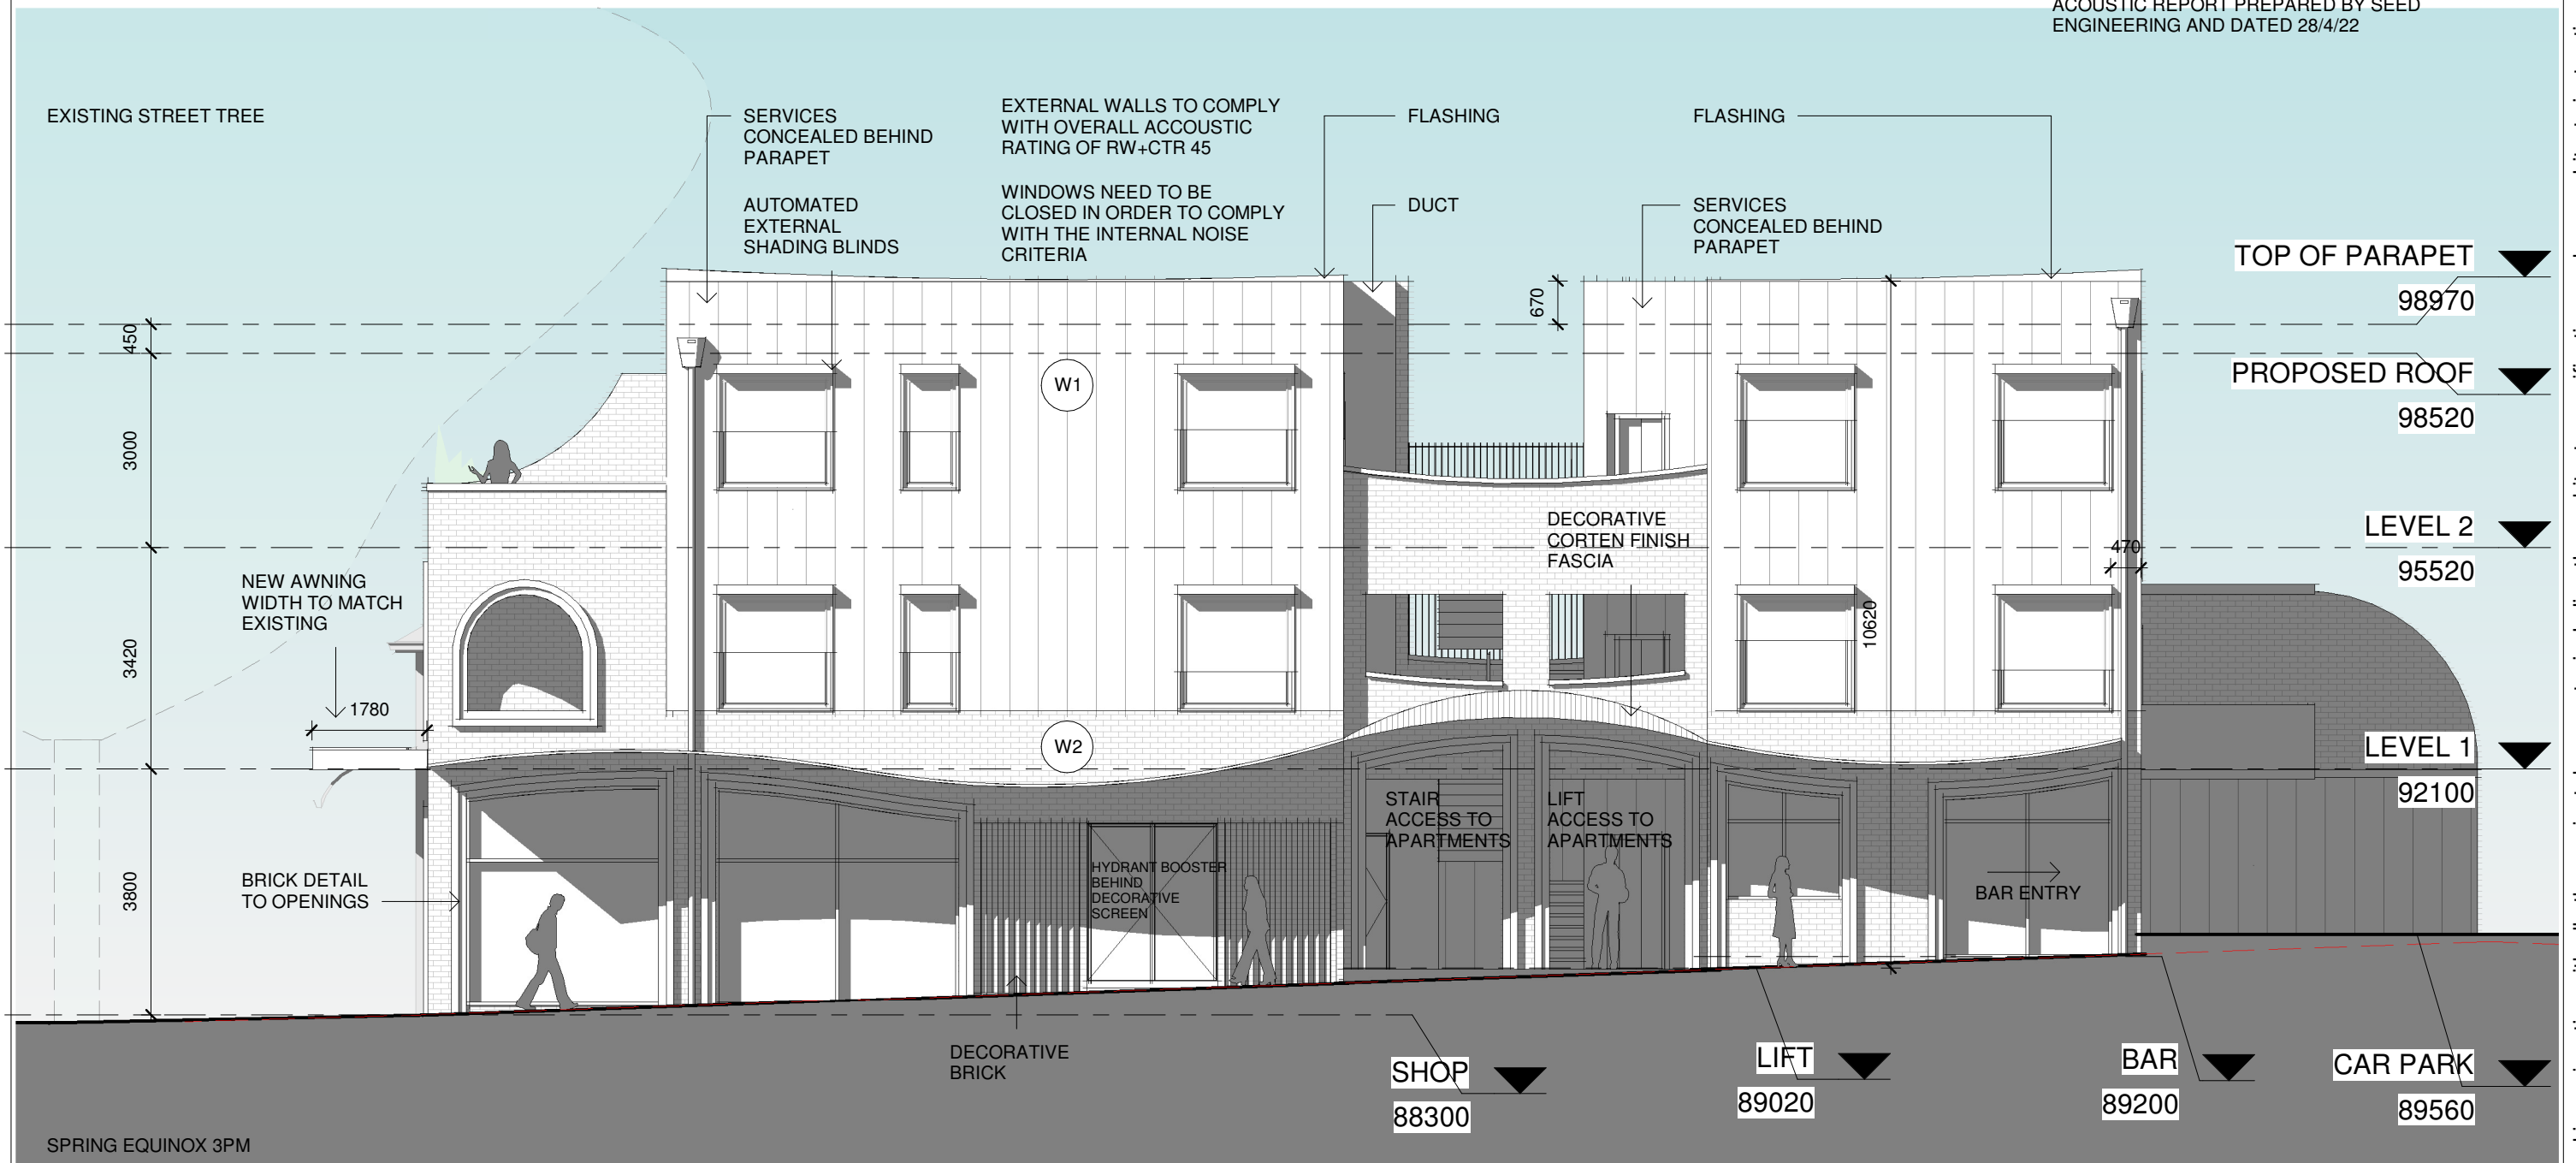 ACOUSTIC REPORT PREPARED BY SEED
ENGINEERING AND DATED 28/4/22
EXISTING STREET TREE
SERVICES
CONCEALED BEHIND
PARAPET
AUTOMATED
EXTERNAL
SHADING BLINDS
EXTERNAL WALLS TO COMPLY
WITH OVERALL ACCOUSTIC
RATING OF RW+CTR 45
WINDOWS NEED TO BE
CLOSED IN ORDER TO COMPLY
WITH THE INTERNAL NOISE
CRITERIA
FLASHING
DUCT
FLASHING
SERVICES
CONCEALED BEHIND
PARAPET
TOP OF PARAPET
98970
PROPOSED ROOF
98520
LEVEL 2
95520
LEVEL 1
92100
450
3000
3420
3800
670
10620
470
W1
W2
NEW AWNING
WIDTH TO MATCH
EXISTING
1780
DECORATIVE
CORTEN FINISH
FASCIA
BRICK DETAIL
TO OPENINGS
HYDRANT BOOSTER
BEHIND
DECORATIVE
SCREEN
STAIR
ACCESS TO
APARTMENTS
LIFT
ACCESS TO
APARTMENTS
BAR ENTRY
DECORATIVE
BRICK
SHOP
88300
LIFT
89020
BAR
89200
CAR PARK
89560
SPRING EQUINOX 3PM